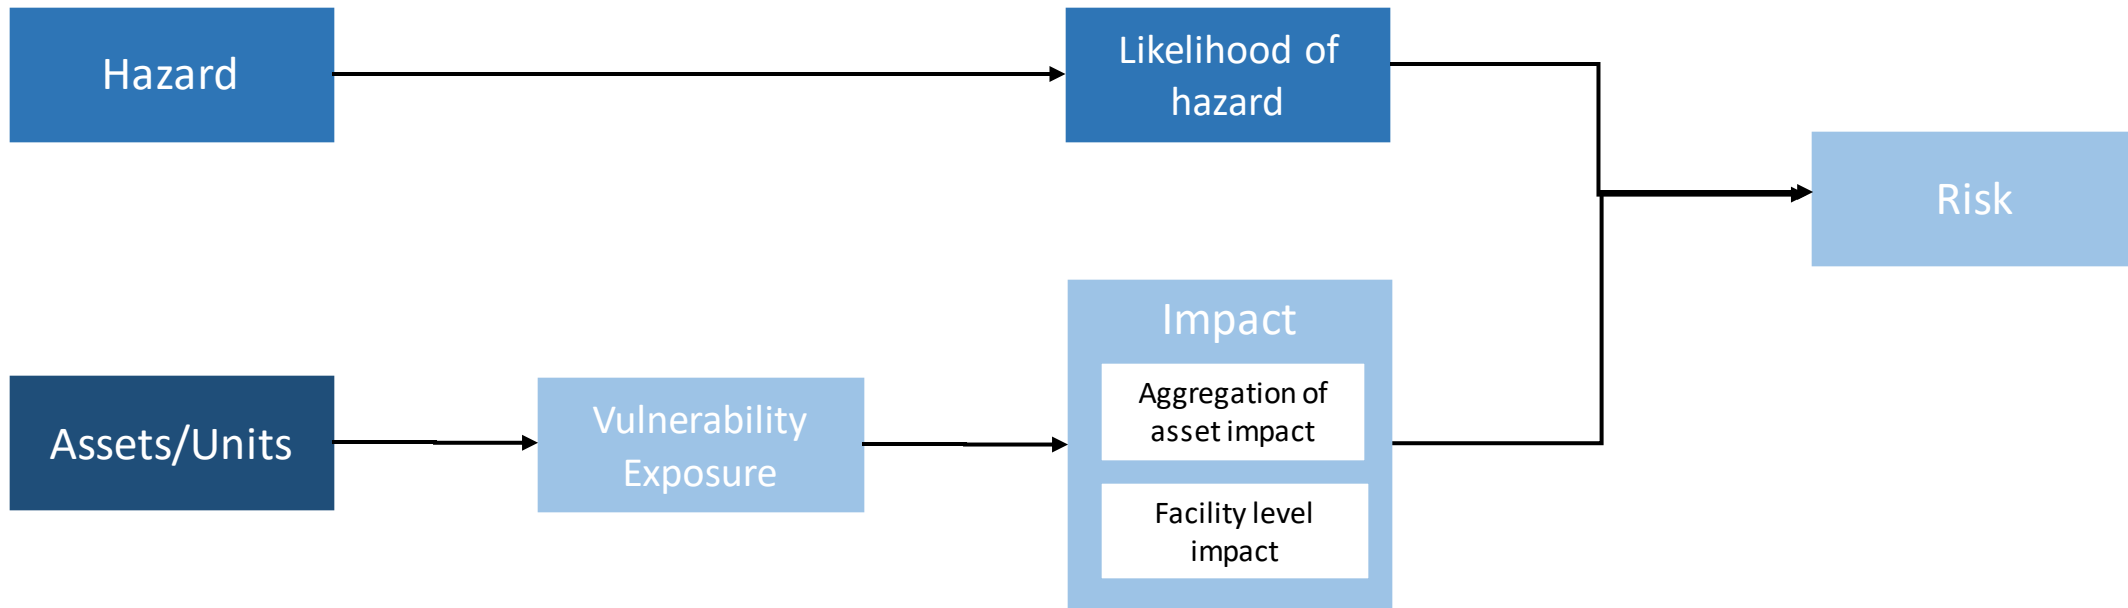 Hazard
Likelihood of
hazard
Risk
Impact
Aggregation of
asset impact
Assets/Units
Vulnerability
Exposure
Facility level
impact